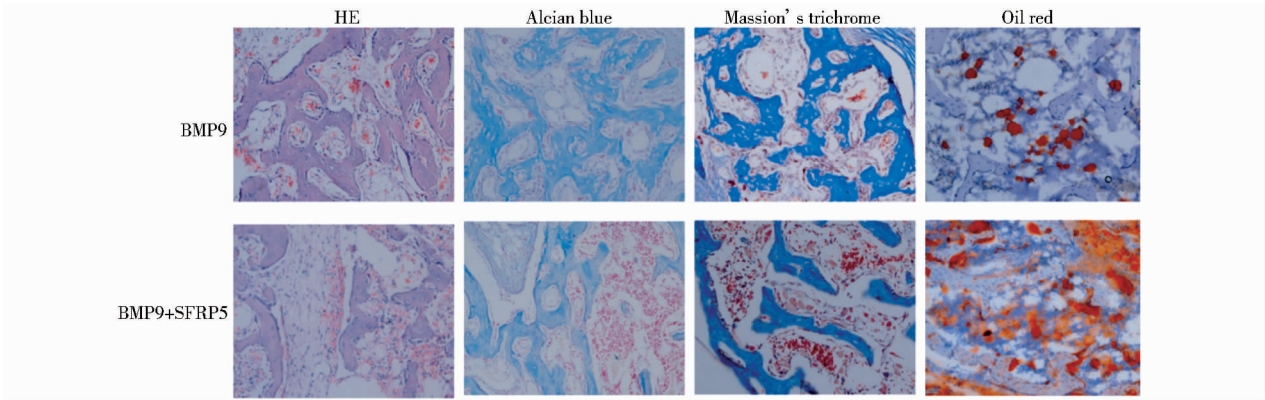 HE
Alcian blue
Massion’s trichrome
Oil red
BMP9
BMP9+SFRP5